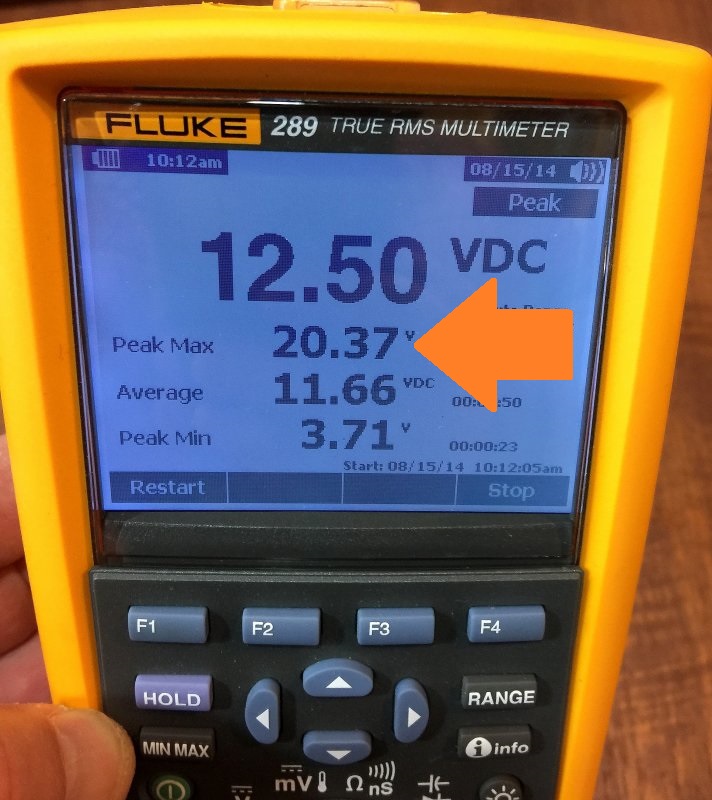 FLUKE 289 TRUE RMS MULTIMETER
10:12am 08/15/14
Peak
12.50 VDC
Peak Max 20.37 V
Average 11.66 VDC
Peak Min 3.71 V 00:00:23
Start: 08/15/14 10:12:05am
Restart Stop
F1 F2 F3 F4
HOLD RANGE
MIN MAX i info
mV Ω nS
V